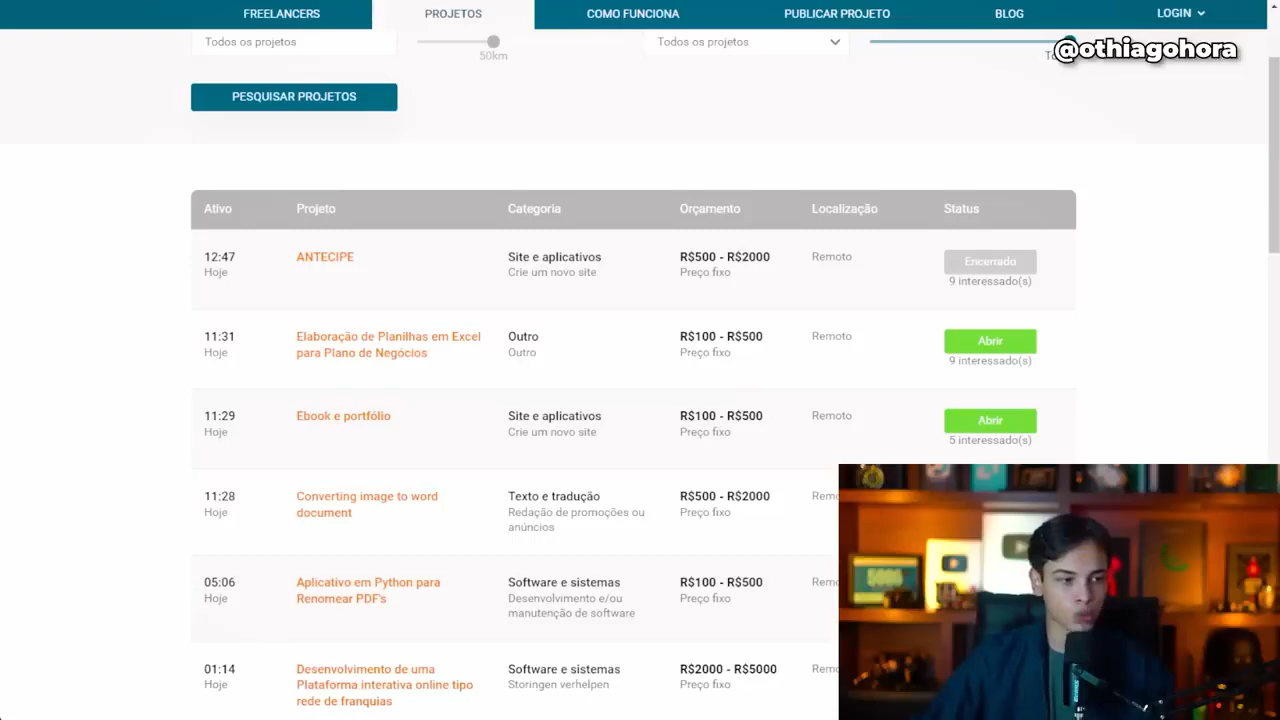 FREELANCERS
PROJETOS
COMO FUNCIONA
PUBLICAR PROJETO
BLOG
LOGIN
Todos os projetos
50km
Todos os projetos
@othiagohora
PESQUISAR PROJETOS
Ativo
Projeto
Categoria
Orçamento
Localização
Status
12:47
Hoje
ANTECIPE
Site e aplicativos
Crie um novo site
R$500 - R$2000
Preço fixo
Remoto
Encerrado
9 interessado(s)
11:31
Hoje
Elaboração de Planilhas em Excel
para Plano de Negócios
Outro
Outro
R$100 - R$500
Preço fixo
Remoto
Abrir
9 interessado(s)
11:29
Hoje
Ebook e portfólio
Site e aplicativos
Crie um novo site
R$100 - R$500
Preço fixo
Remoto
Abrir
5 interessado(s)
11:28
Hoje
Converting image to word
document
Texto e tradução
Redação de promoções ou
anúncios
R$500 - R$2000
Preço fixo
05:06
Hoje
Aplicativo em Python para
Renomear PDF's
Software e sistemas
Desenvolvimento e/ou
manutenção de software
R$100 - R$500
Preço fixo
01:14
Hoje
Desenvolvimento de uma
Plataforma interativa online tipo
rede de franquias
Software e sistemas
Storingen verhelpen
R$2000 - R$5000
Preço fixo